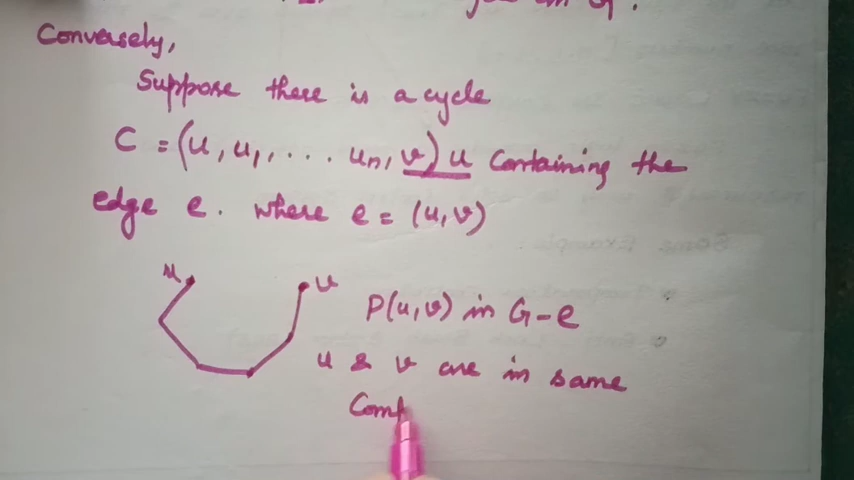 Conversely,
Suppose there is a cycle
C = (u, u₁, . . . . uₙ, v) u Containing the
edge e. where e = (u, v)
u
v
P(u, v) in G-e
u & v are in same
Comp